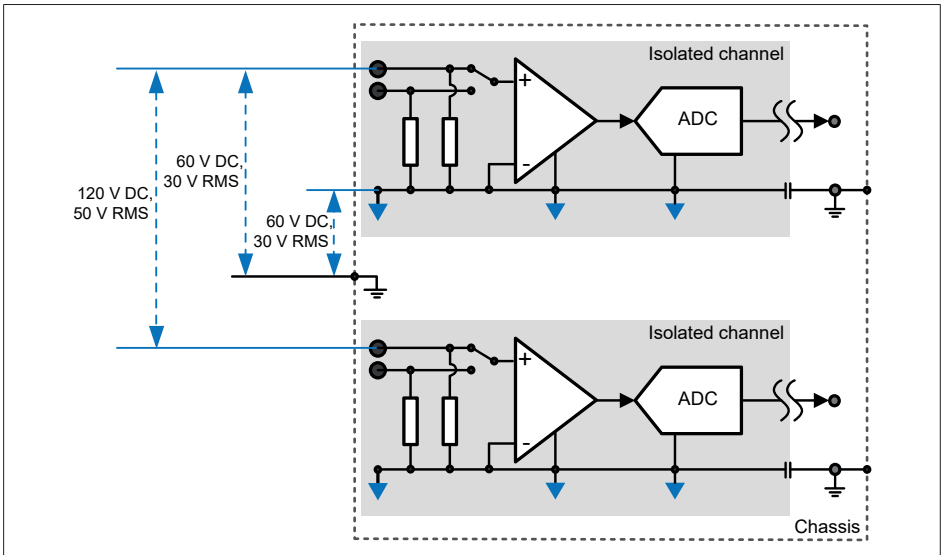 Isolated channel
+
ADC
-
60 V DC,
30 V RMS
120 V DC,
50 V RMS
60 V DC,
30 V RMS
Isolated channel
+
ADC
-
Chassis